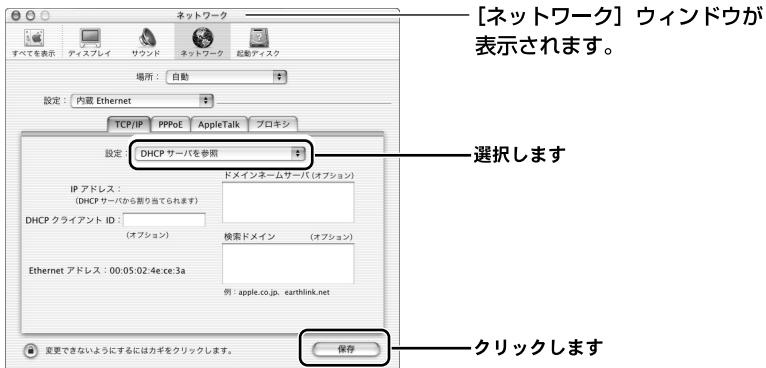 ネットワーク
[ネットワーク] ウィンドウが
表示されます。
すべてを表示 ディスプレイ サウンド ネットワーク 起動ディスク
場所： 自動
設定： 内蔵 Ethernet
TCP/IP PPPoE AppleTalk プロキシ
設定： DHCP サーバを参照
選択します
ドメインネームサーバ (オプション)
IP アドレス：
(DHCP サーバから割り当てられます)
DHCP クライアント ID：
(オプション)
検索ドメイン (オプション)
Ethernet アドレス：00:05:02:4e:ce:3a
例：apple.co.jp、earthlink.net
変更できないようにするにはカギをクリックします。
保存
クリックします